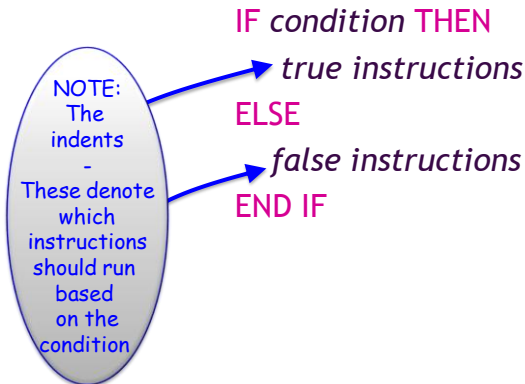 IF condition THEN
true instructions
ELSE
false instructions
END IF
NOTE:
The
indents
-
These denote
which
instructions
should run
based
on the
condition